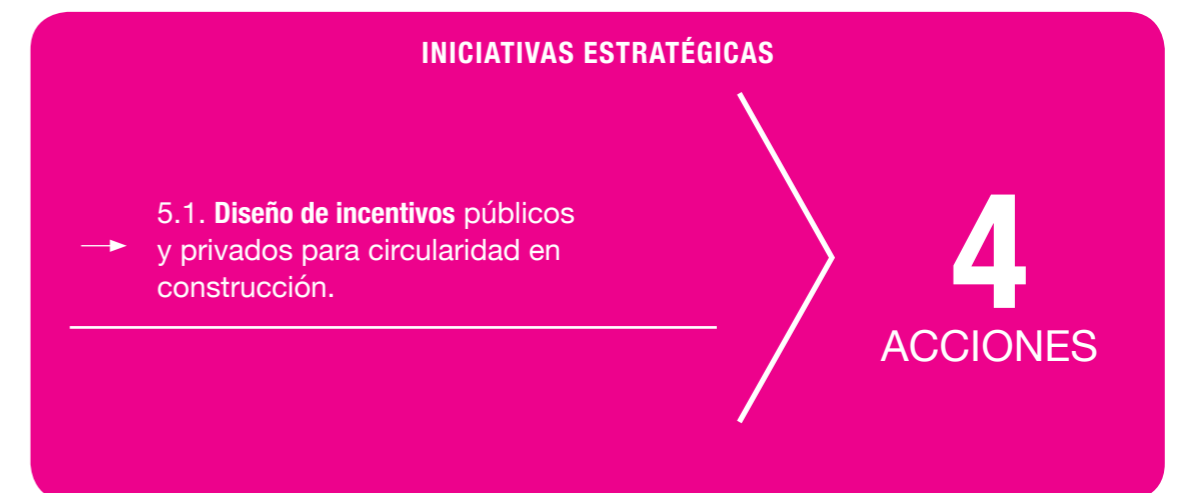 INICIATIVAS ESTRATÉGICAS
5.1. Diseño de incentivos públicos
y privados para circularidad en
construcción.
4
ACCIONES